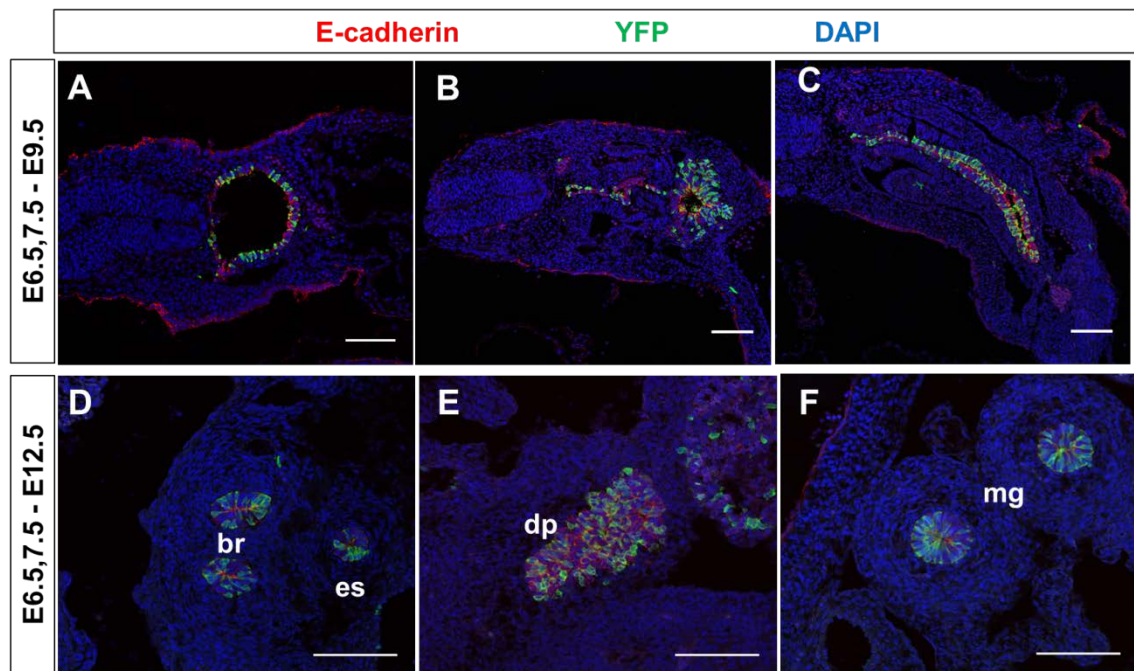 E-cadherin YFP DAPI
E6.5,7.5 - E9.5
A B C
E6.5,7.5 - E12.5
D E F
br es dp mg